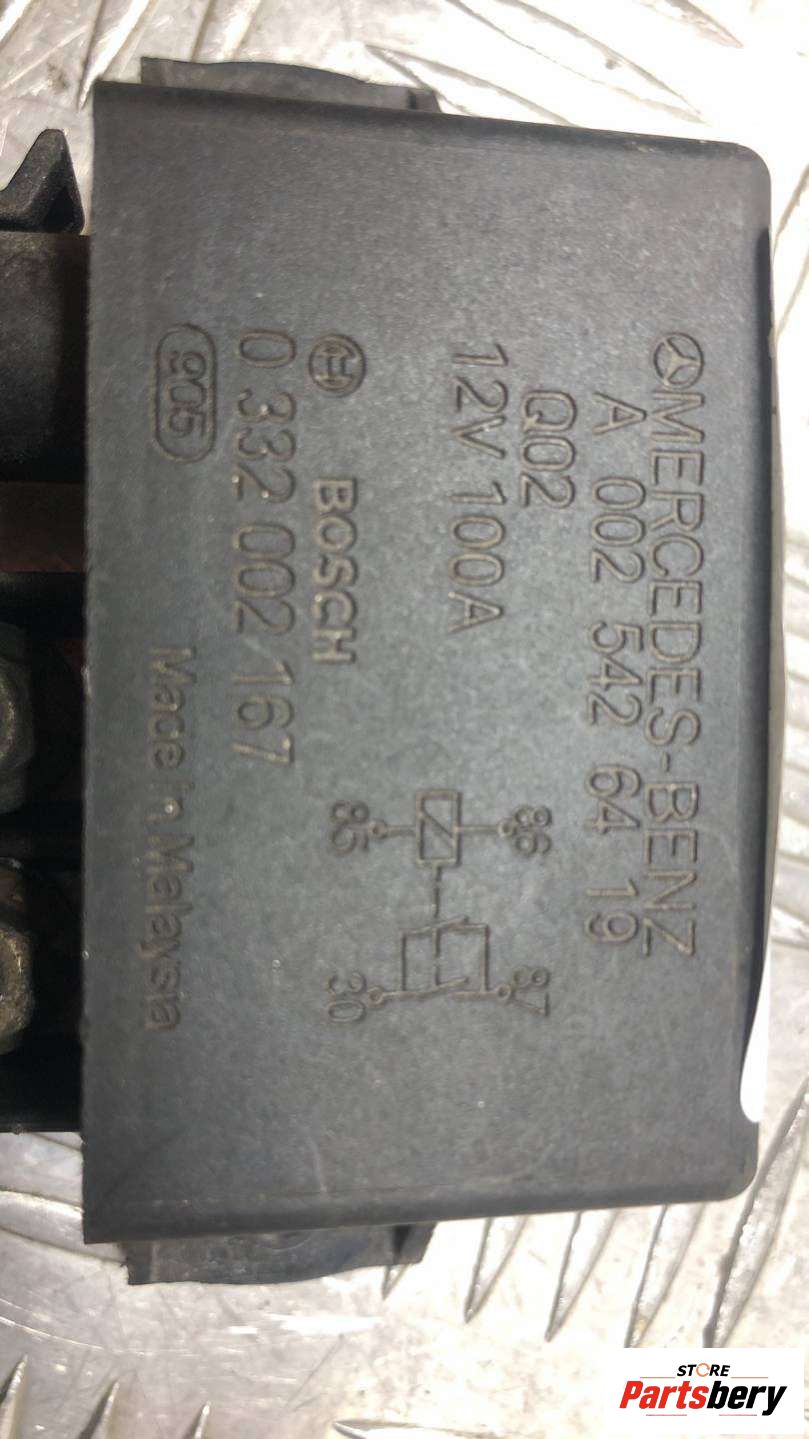 MERCEDES-BENZ
A 002 542 64 19
Q02
12V 100A
86 87
85 30
BOSCH
0 332 002 167
905
Made in Malaysia
STORE
Partsbery